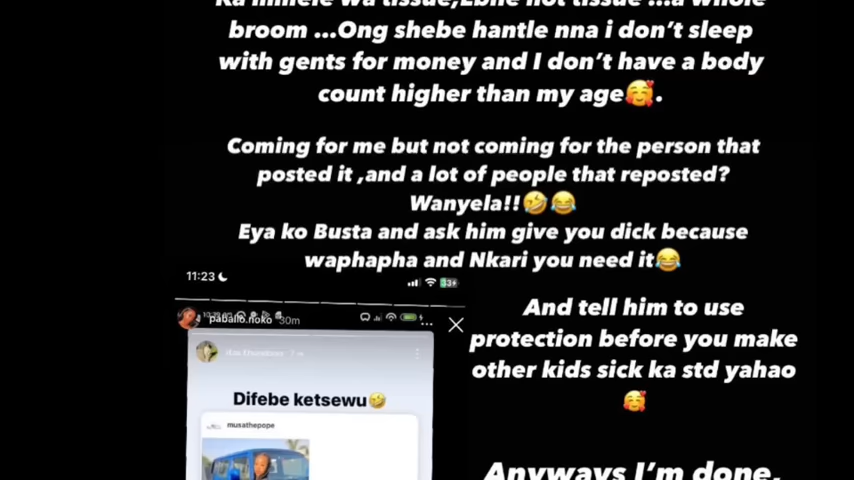 broom ...Ong shebe hantle nna i don't sleep
with gents for money and I don't have a body
count higher than my age🥰.
Coming for me but not coming for the person that
posted it ,and a lot of people that reposted?
Wanyela!!🤣😂
Eya ko Busta and ask him give you dick because
waphapha and Nkari you need it😂
11:23
And tell him to use
protection before you make
other kids sick ka std yahao
🥰
30m
Difebe ketsewu🤣
musathepope
Anyways I'm done,